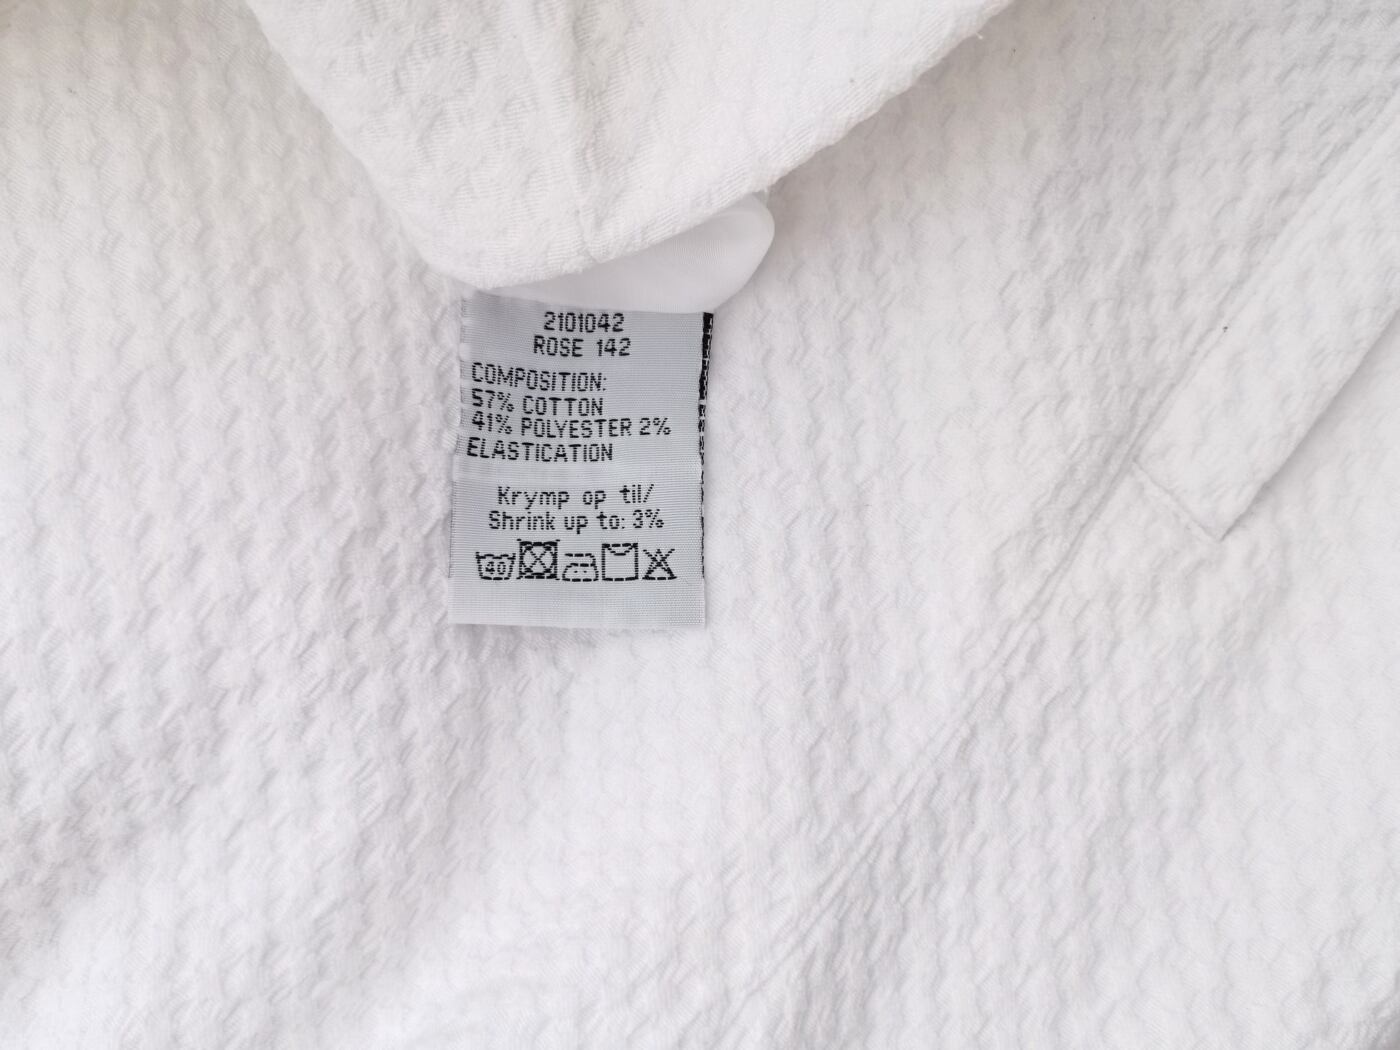 2101042
ROSE 142
COMPOSITION:
57% COTTON
41% POLYESTER 2%
ELASTICATION
Krymp op til/
Shrink up to: 3%
40